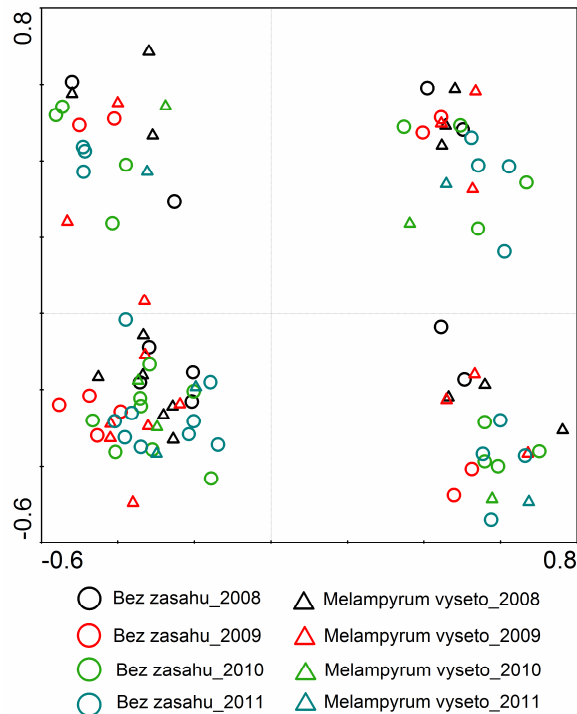 0.8
-0.6
-0.6 0.8
Bez zasahu_2008 Melampyrum vyseto_2008
Bez zasahu_2009 Melampyrum vyseto_2009
Bez zasahu_2010 Melampyrum vyseto_2010
Bez zasahu_2011 Melampyrum vyseto_2011